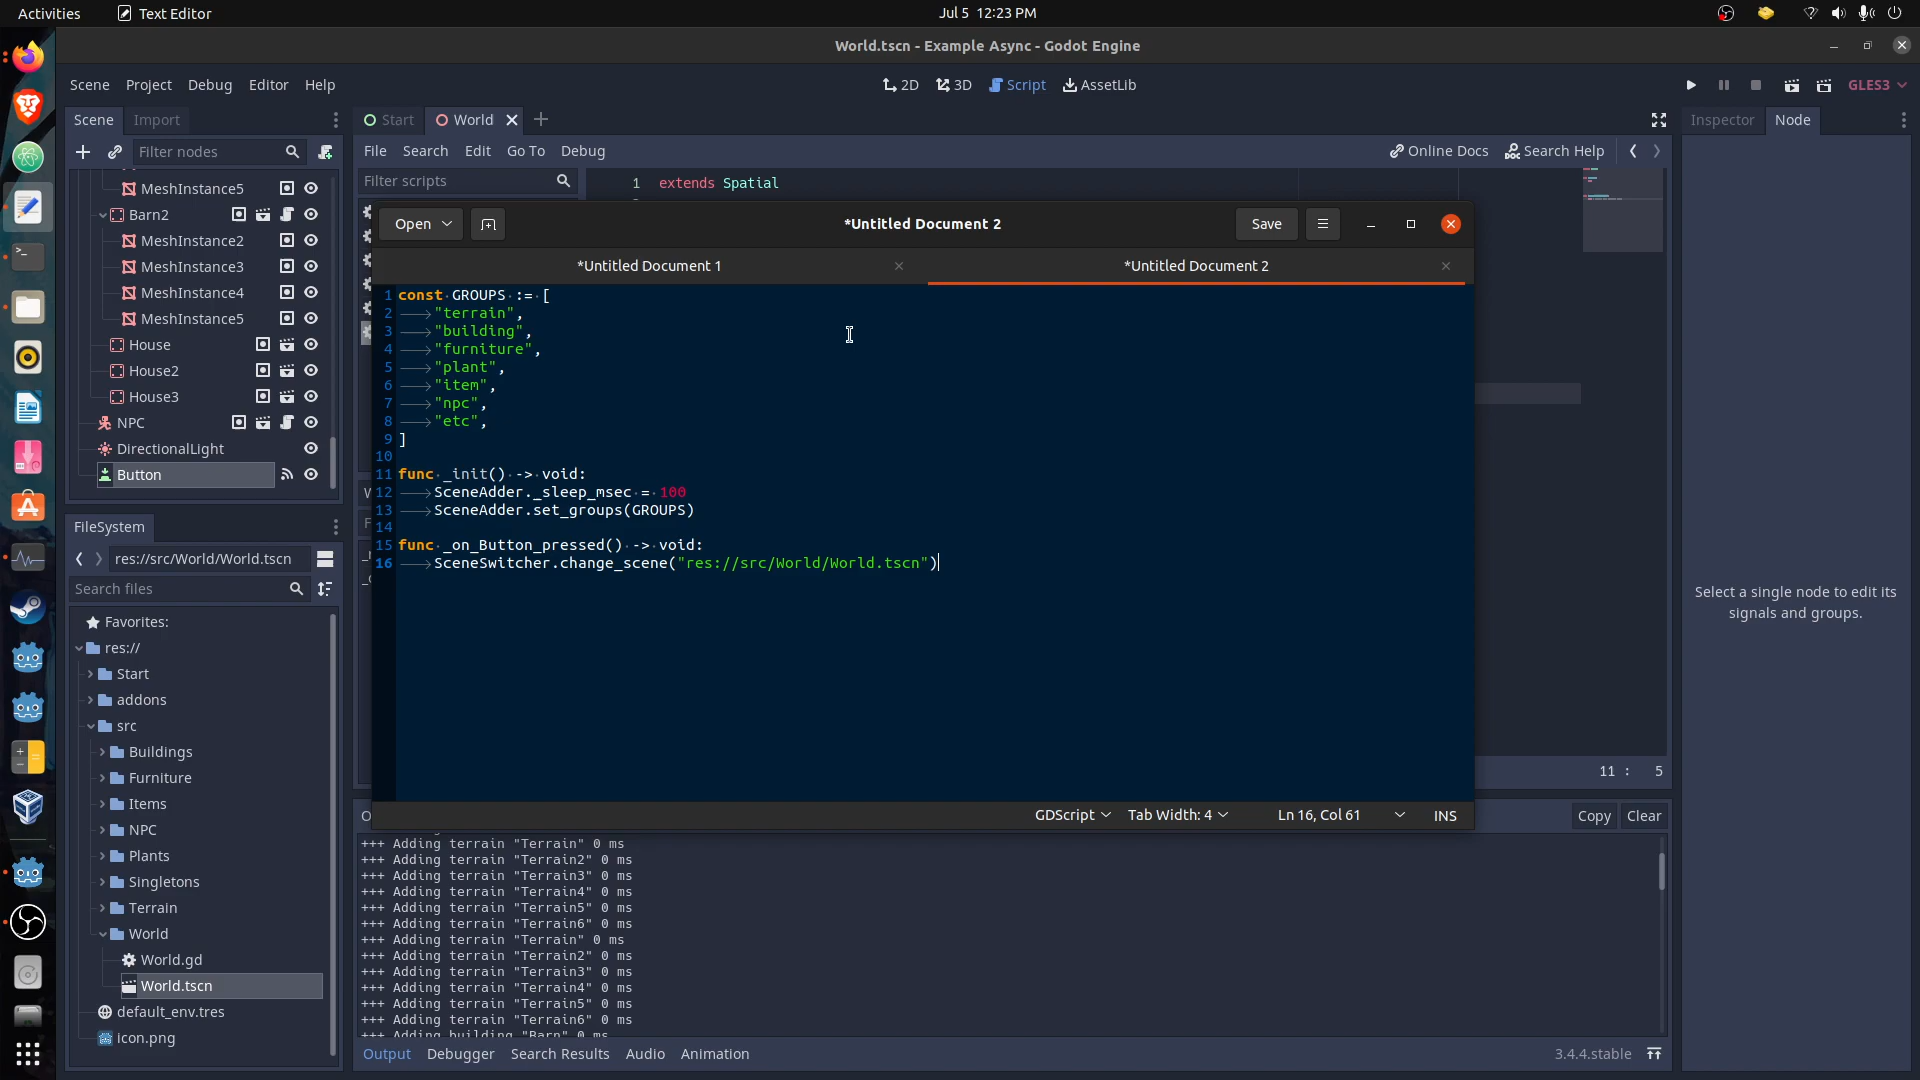 Activities Text Editor Jul 5 12:23 PM
World.tscn - Example Async - Godot Engine
Scene Project Debug Editor Help 2D 3D Script AssetLib GLES3
Scene Import Start World Inspector Node
Filter nodes File Search Edit Go To Debug Online Docs Search Help
Filter scripts 1 extends Spatial
MeshInstance5
Barn2
MeshInstance2
MeshInstance3
MeshInstance4
MeshInstance5
House
House2
House3
NPC
DirectionalLight
Button
Open *Untitled Document 2 Save
*Untitled Document 1 *Untitled Document 2
1 const GROUPS := [
2 "terrain",
3 "building",
4 "furniture",
5 "plant",
6 "item",
7 "npc",
8 "etc",
9 ]
10
11 func _init() -> void:
12 SceneAdder._sleep_msec = 100
13 SceneAdder.set_groups(GROUPS)
14
15 func _on_Button_pressed() -> void:
16 SceneSwitcher.change_scene("res://src/World/World.tscn")
GDScript Tab Width: 4 Ln 16, Col 61 INS
11 : 5
Select a single node to edit its
signals and groups.
FileSystem
res://src/World/World.tscn
Search files
Favorites:
res://
Start
addons
src
Buildings
Furniture
Items
NPC
Plants
Singletons
Terrain
World
World.gd
World.tscn
default_env.tres
icon.png
Copy Clear
+++ Adding terrain "Terrain" 0 ms
+++ Adding terrain "Terrain2" 0 ms
+++ Adding terrain "Terrain3" 0 ms
+++ Adding terrain "Terrain4" 0 ms
+++ Adding terrain "Terrain5" 0 ms
+++ Adding terrain "Terrain6" 0 ms
+++ Adding terrain "Terrain" 0 ms
+++ Adding terrain "Terrain2" 0 ms
+++ Adding terrain "Terrain3" 0 ms
+++ Adding terrain "Terrain4" 0 ms
+++ Adding terrain "Terrain5" 0 ms
+++ Adding terrain "Terrain6" 0 ms
+++ Adding building "Barn" 0 ms
Output Debugger Search Results Audio Animation 3.4.4.stable